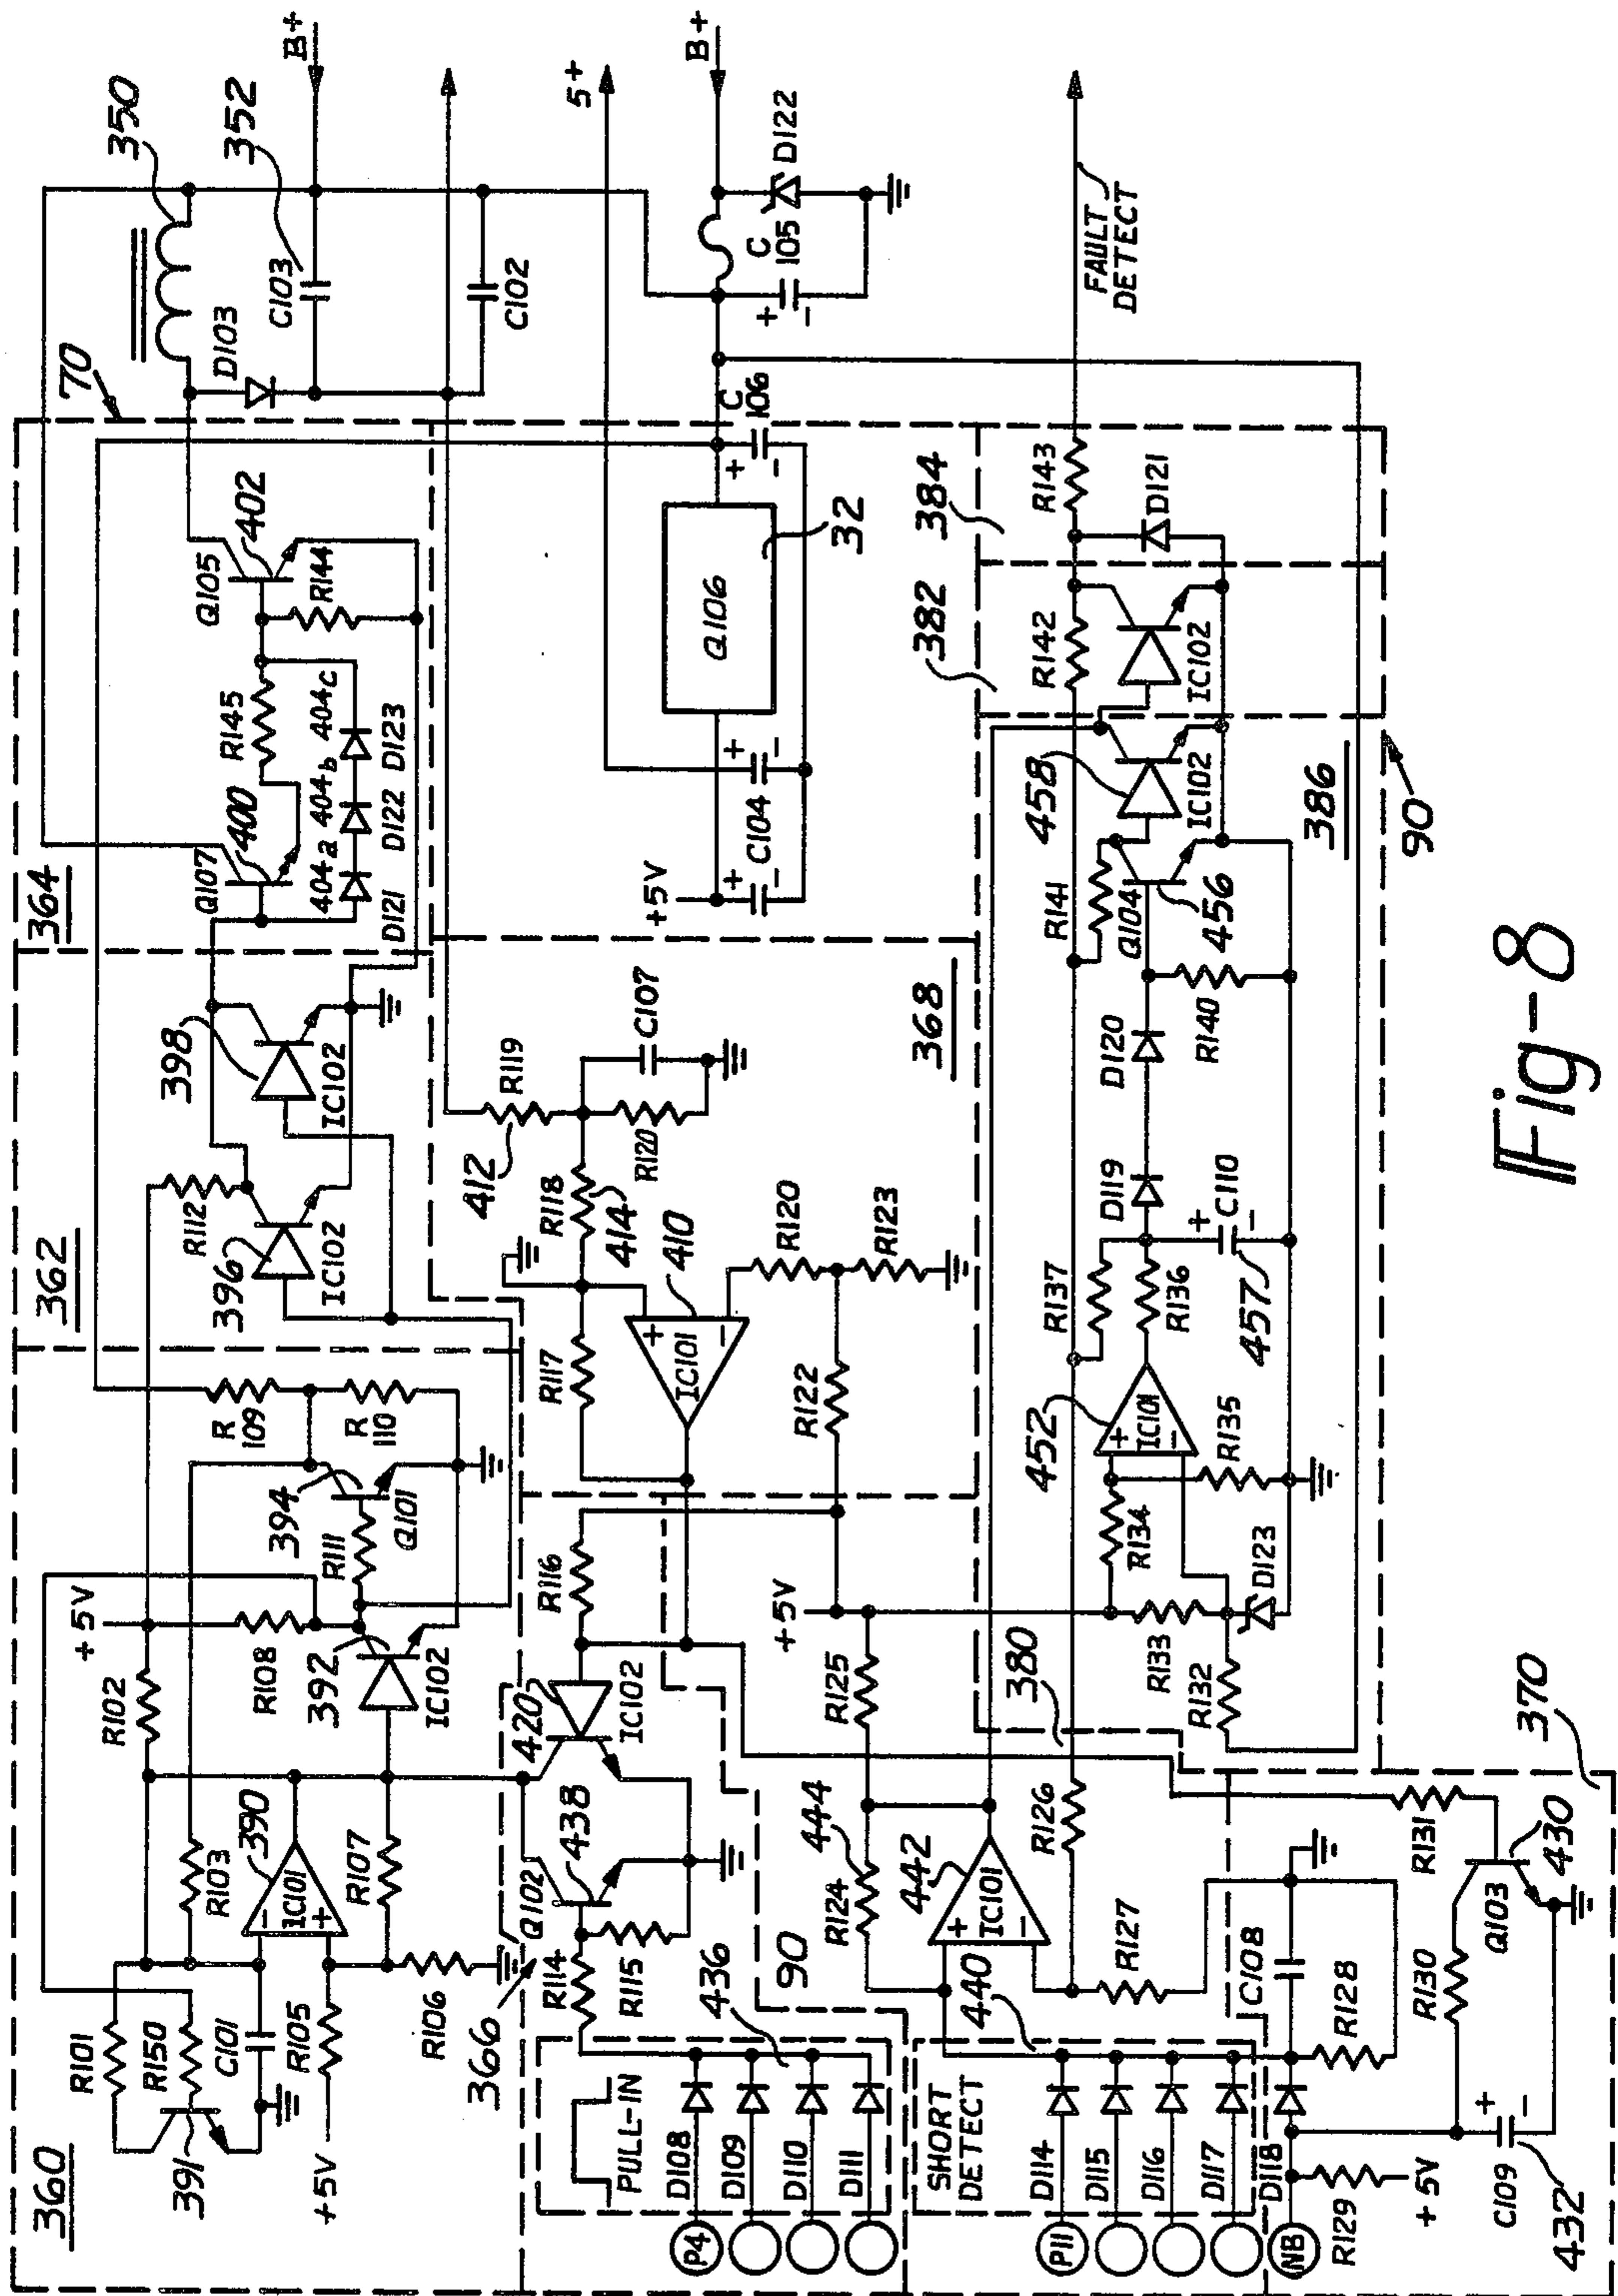 360
362
364
70
350
352
B+
R101
R150
C101
391
R105
+5V
R106
R102
R103
390
IC101
-
+
R107
+5V
R108
392
IC102
R111
394
Q101
R
109
R
110
R112
396
IC102
398
IC102
Q107
400
404a
404b
404c
D121
D122
D123
R145
Q105
402
R144
D103
C103
C102
5+
B+
D122
C
105
+
-
366
R114
R115
Q102
438
420
IC102
R116
R117
IC101
+
-
410
R118
414
412
R119
R120
C107
R120
R123
R122
368
+5V
C104
+
-
+
-
Q106
32
C
106
+
-
PULL-IN
436
90
D108
D109
D110
D111
P4
SHORT
DETECT
440
D114
D115
D116
D117
D118
P11
NB
R124
444
442
IC101
+
-
R125
+5V
R126
380
R127
C108
R128
R129
+5V
R130
R131
Q103
430
C109
+
-
432
370
R132
R133
D123
R134
R135
452
IC101
+
-
R136
R137
457
C110
+
-
D119
D120
R140
R141
Q104
456
458
IC102
386
90
382
R142
IC102
384
R143
D121
FAULT
DETECT
Fig-8